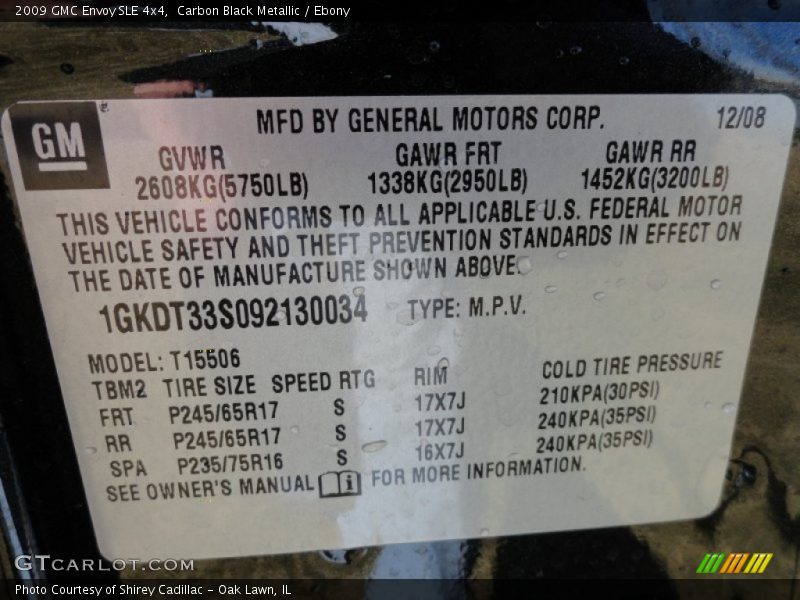 2009 GMC Envoy SLE 4x4,  Carbon Black Metallic / Ebony
GM
MFD BY GENERAL MOTORS CORP.
12/08
GVWR GAWR FRT GAWR RR
2608KG(5750LB) 1338KG(2950LB) 1452KG(3200LB)
THIS VEHICLE CONFORMS TO ALL APPLICABLE U.S. FEDERAL MOTOR
VEHICLE SAFETY AND THEFT PREVENTION STANDARDS IN EFFECT ON
THE DATE OF MANUFACTURE SHOWN ABOVE.
1GKDT33S092130034 TYPE: M.P.V.
MODEL: T15506
TBM2 TIRE SIZE SPEED RTG RIM COLD TIRE PRESSURE
FRT P245/65R17 S 17X7J 210KPA(30PSI)
RR P245/65R17 S 17X7J 240KPA(35PSI)
SPA P235/75R16 S 16X7J 240KPA(35PSI)
SEE OWNER'S MANUAL FOR MORE INFORMATION.
GTCARLOT.COM
Photo Courtesy of Shirey Cadillac - Oak Lawn, IL